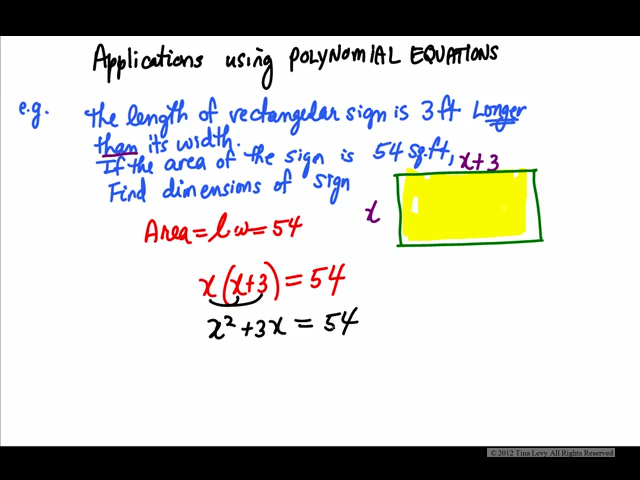 Applications using POLYNOMIAL EQUATIONS
e.g. The length of rectangular sign is 3 ft Longer
than its width.
If the area of the sign is 54 sq.ft,
Find dimensions of sign
x+3
x
Area = l w = 54
x(x+3) = 54
x² + 3x = 54
© 2012 Tina Levy All Rights Reserved